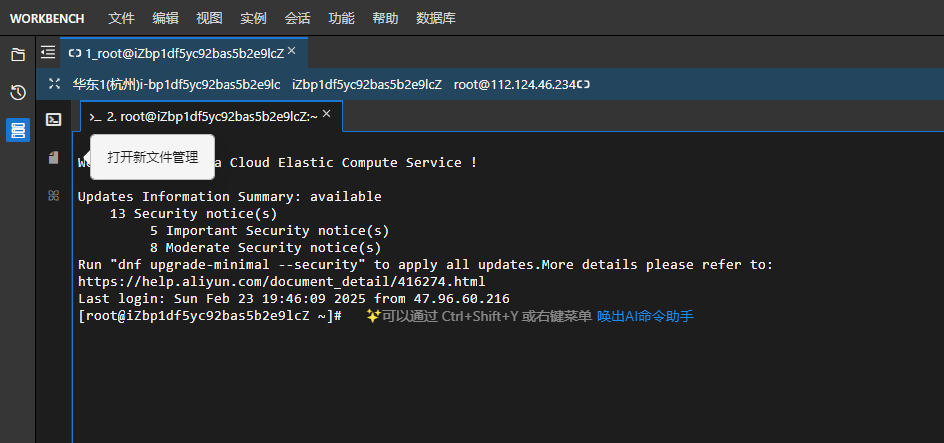 WORKBENCH 文件 编辑 视图 实例 会话 功能 帮助 数据库
1_root@iZbp1df5yc92bas5b2e9lcZ ×
华东1(杭州)i-bp1df5yc92bas5b2e9lc iZbp1df5yc92bas5b2e9lcZ root@112.124.46.234
>_ 2. root@iZbp1df5yc92bas5b2e9lcZ:~ ×
打开新文件管理
a Cloud Elastic Compute Service !
Updates Information Summary: available
13 Security notice(s)
5 Important Security notice(s)
8 Moderate Security notice(s)
Run "dnf upgrade-minimal --security" to apply all updates.More details please refer to:
https://help.aliyun.com/document_detail/416274.html
Last login: Sun Feb 23 19:46:09 2025 from 47.96.60.216
[root@iZbp1df5yc92bas5b2e9lcZ ~]# ✨可以通过 Ctrl+Shift+Y 或右键菜单 唤出AI命令助手